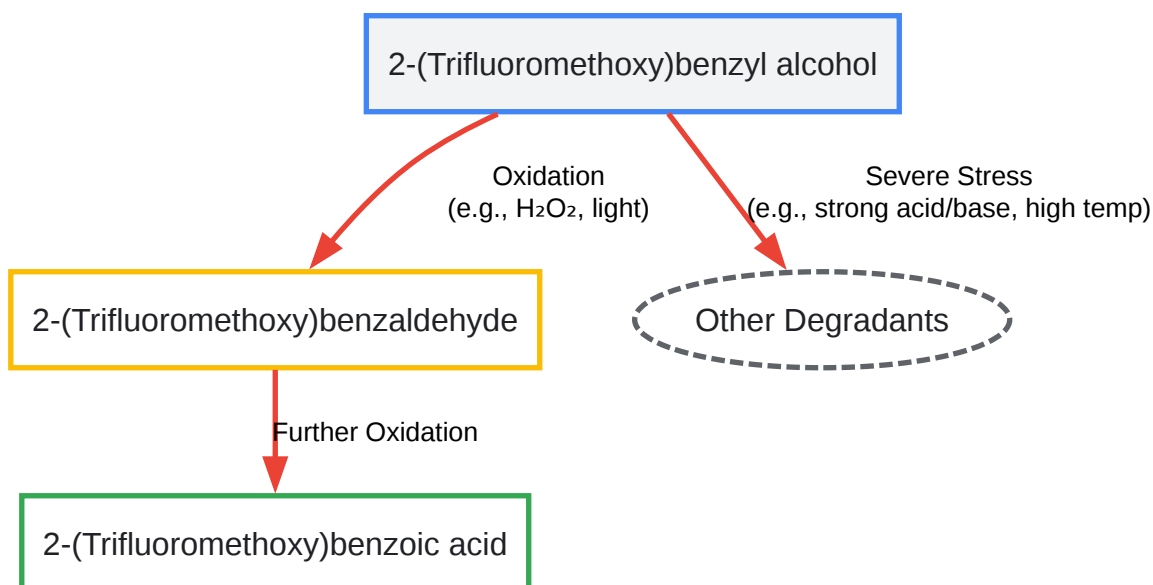 2-(Trifluoromethoxy)benzyl alcohol
Oxidation
(e.g., H₂O₂, light)
Severe Stress
(e.g., strong acid/base, high temp)
2-(Trifluoromethoxy)benzaldehyde
Other Degradants
Further Oxidation
2-(Trifluoromethoxy)benzoic acid